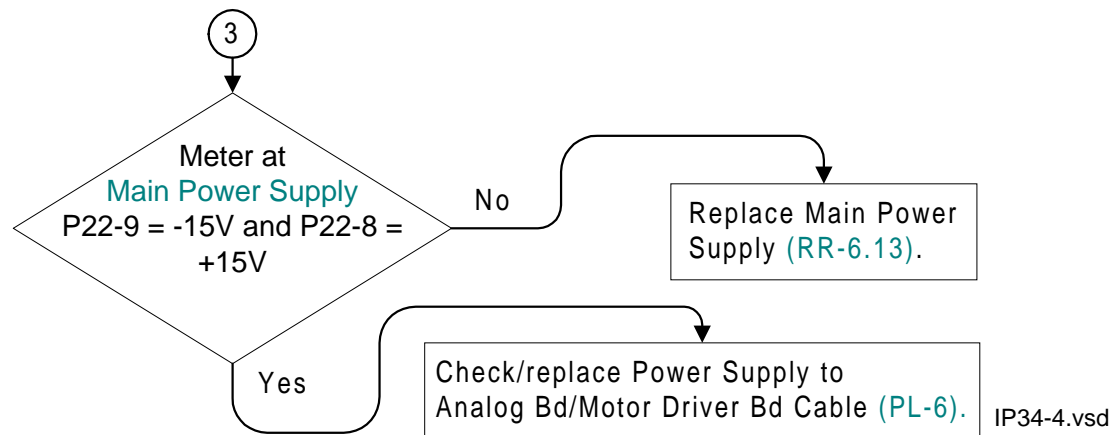 3
Meter at
Main Power Supply
P22-9 = -15V and P22-8 =
+15V
No
Replace Main Power
Supply (RR-6.13).
Yes
Check/replace Power Supply to
Analog Bd/Motor Driver Bd Cable (PL-6).
IP34-4.vsd